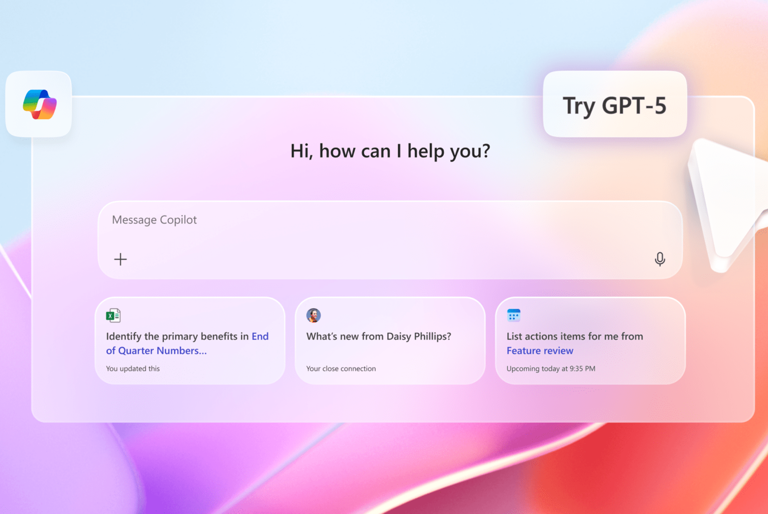 Try GPT-5
Hi, how can I help you?
Message Copilot
Identify the primary benefits in End
of Quarter Numbers...
You updated this
What's new from Daisy Phillips?
Your close connection
List actions items for me from
Feature review
Upcoming today at 9:35 PM